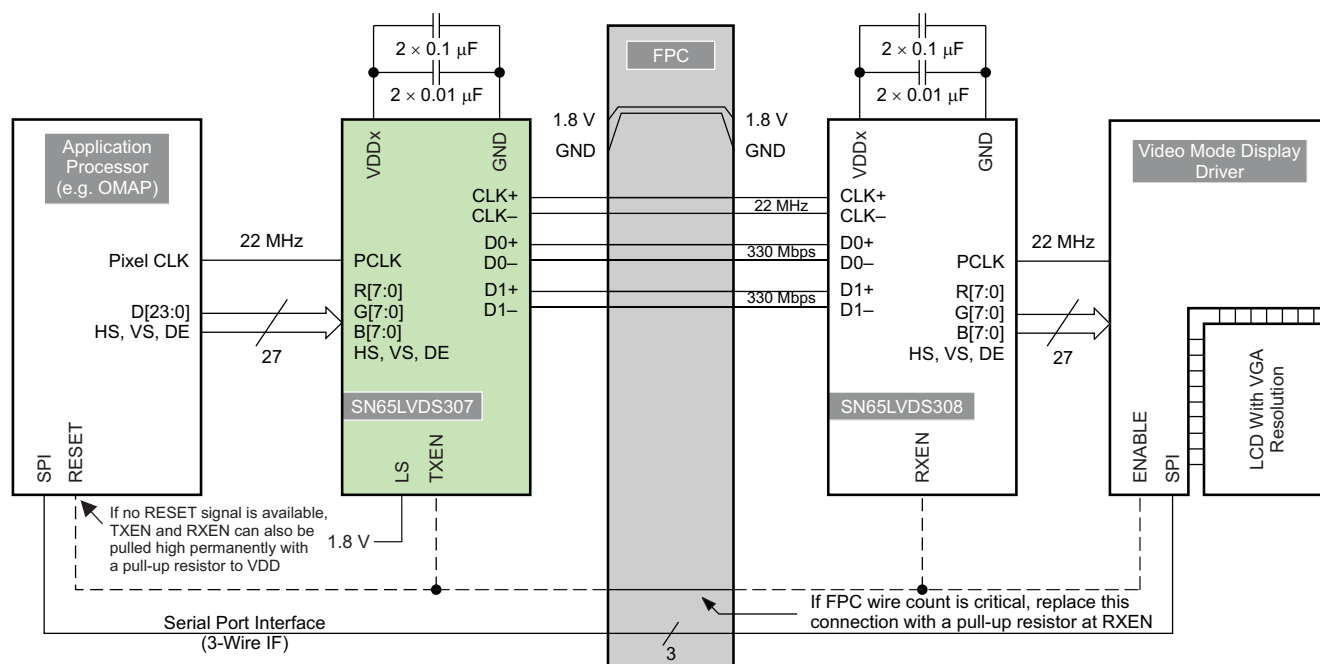 2 × 0.1 µF
2 × 0.01 µF
FPC
2 × 0.1 µF
2 × 0.01 µF
1.8 V
GND
1.8 V
GND
Application
Processor
(e.g. OMAP)
Pixel CLK
D[23:0]
HS, VS, DE
SPI
RESET
22 MHz
27
VDDx
GND
CLK+
CLK–
D0+
D0–
D1+
D1–
PCLK
R[7:0]
G[7:0]
B[7:0]
HS, VS, DE
SN65LVDS307
LS
TXEN
22 MHz
330 Mbps
330 Mbps
VDDx
GND
CLK+
CLK–
D0+
D0–
D1+
D1–
PCLK
R[7:0]
G[7:0]
B[7:0]
HS, VS, DE
SN65LVDS308
RXEN
22 MHz
27
Video Mode Display
Driver
ENABLE
SPI
LCD With VGA
Resolution
If no RESET signal is available,
TXEN and RXEN can also be
pulled high permanently with
a pull-up resistor to VDD
1.8 V
If FPC wire count is critical, replace this
connection with a pull-up resistor at RXEN
Serial Port Interface
(3-Wire IF)
3